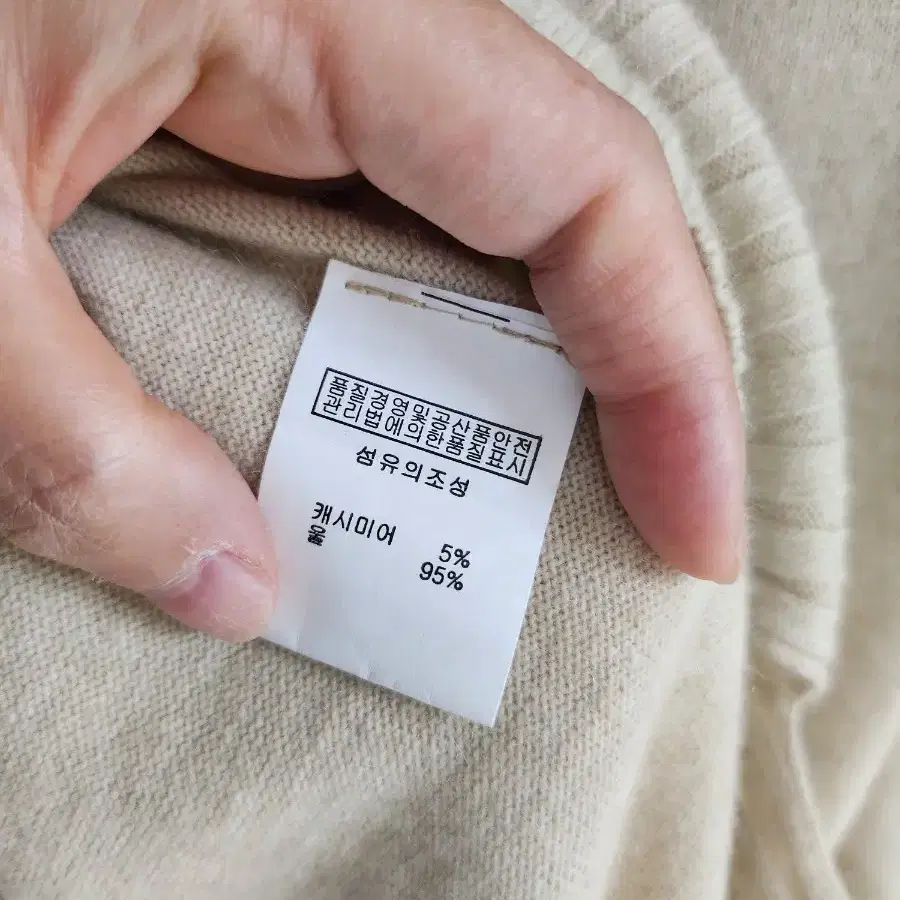 품질경영및공산품안전
관리법에의한품질표시
섬유의조성
캐시미어 5%
울 95%